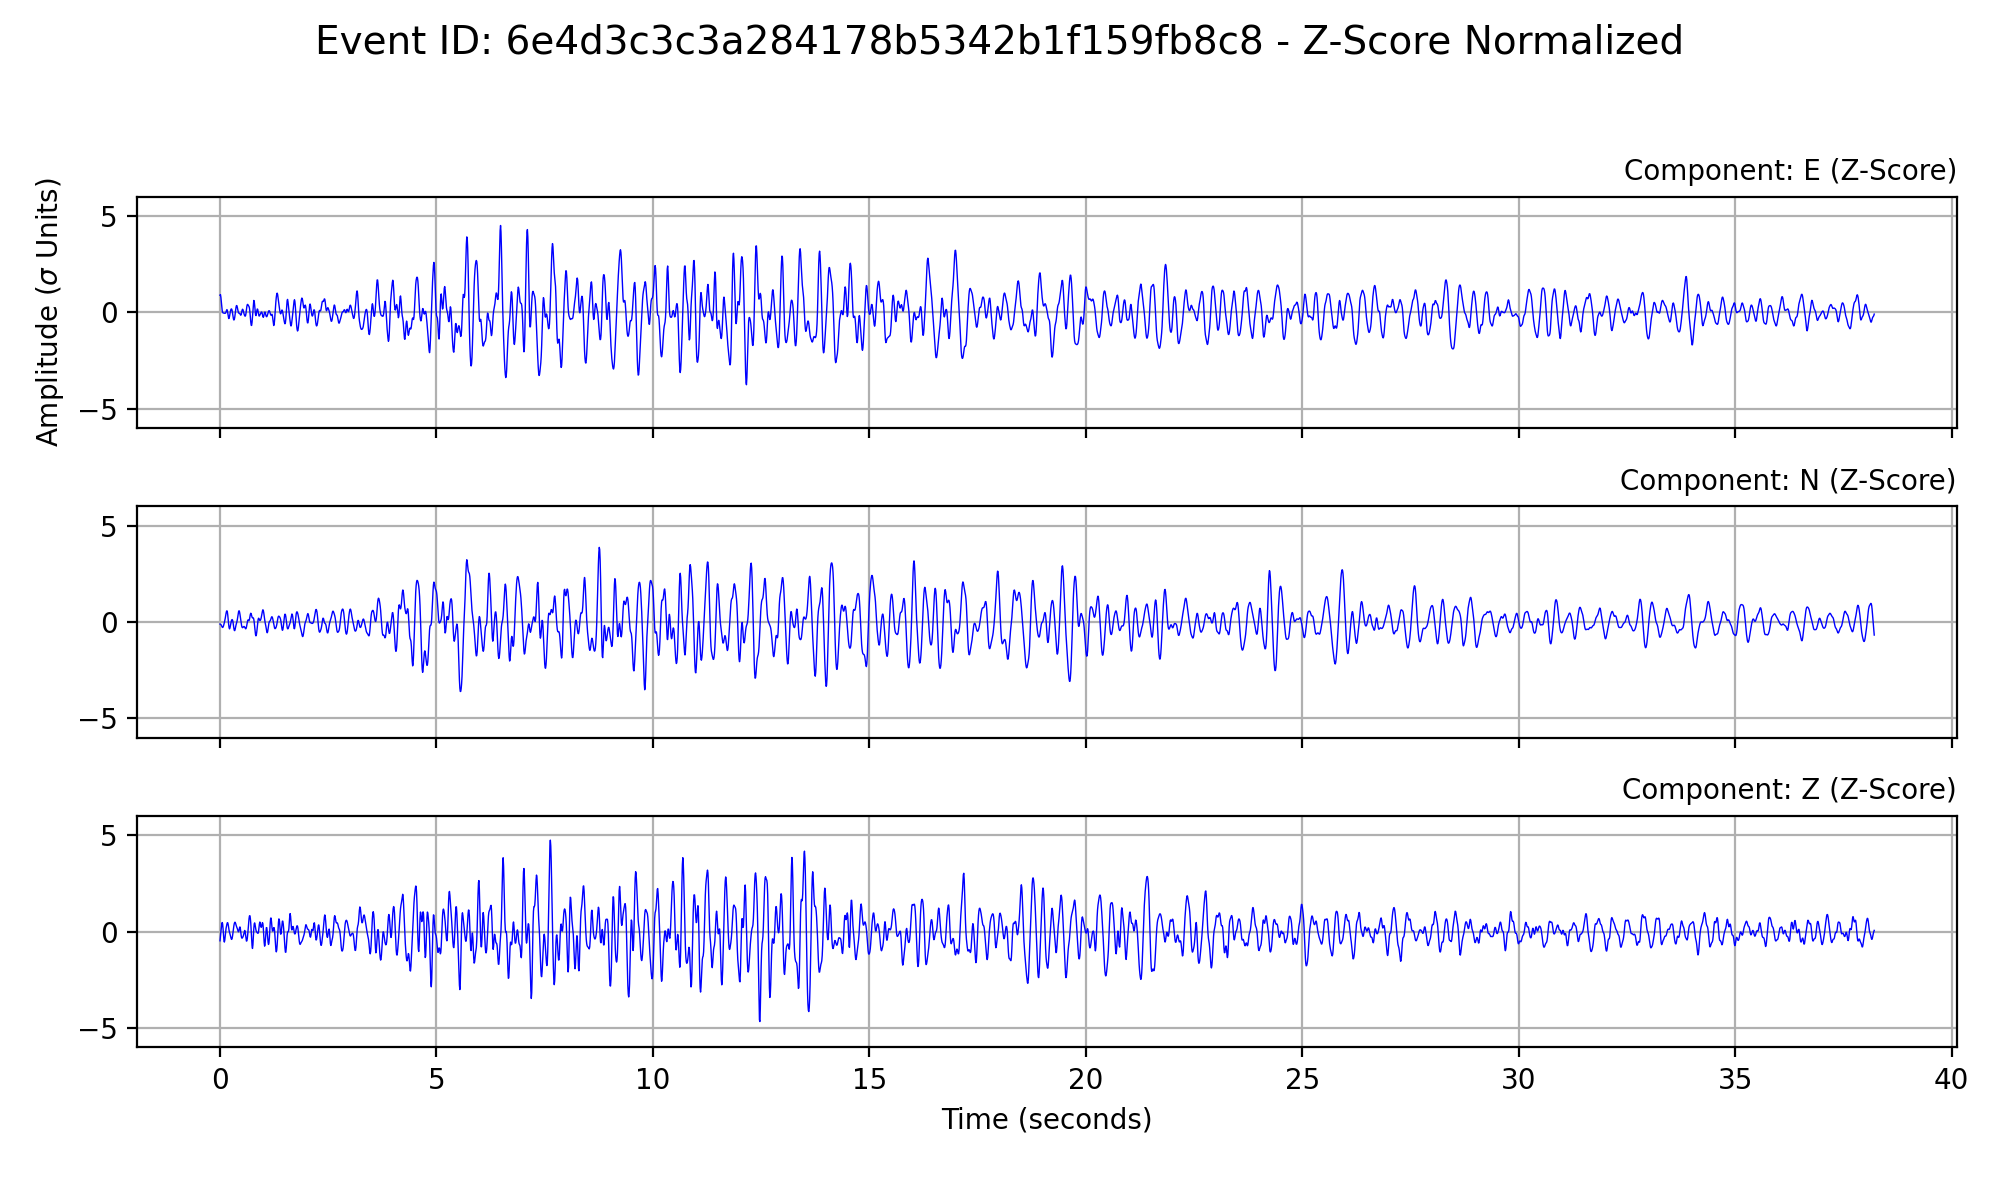 Event ID: 6e4d3c3c3a284178b5342b1f159fb8c8 - Z-Score Normalized
Component: E (Z-Score)
Amplitude (σ Units)
5
0
−5
Component: N (Z-Score)
5
0
−5
Component: Z (Z-Score)
5
0
−5
0 5 10 15 20 25 30 35 40
Time (seconds)